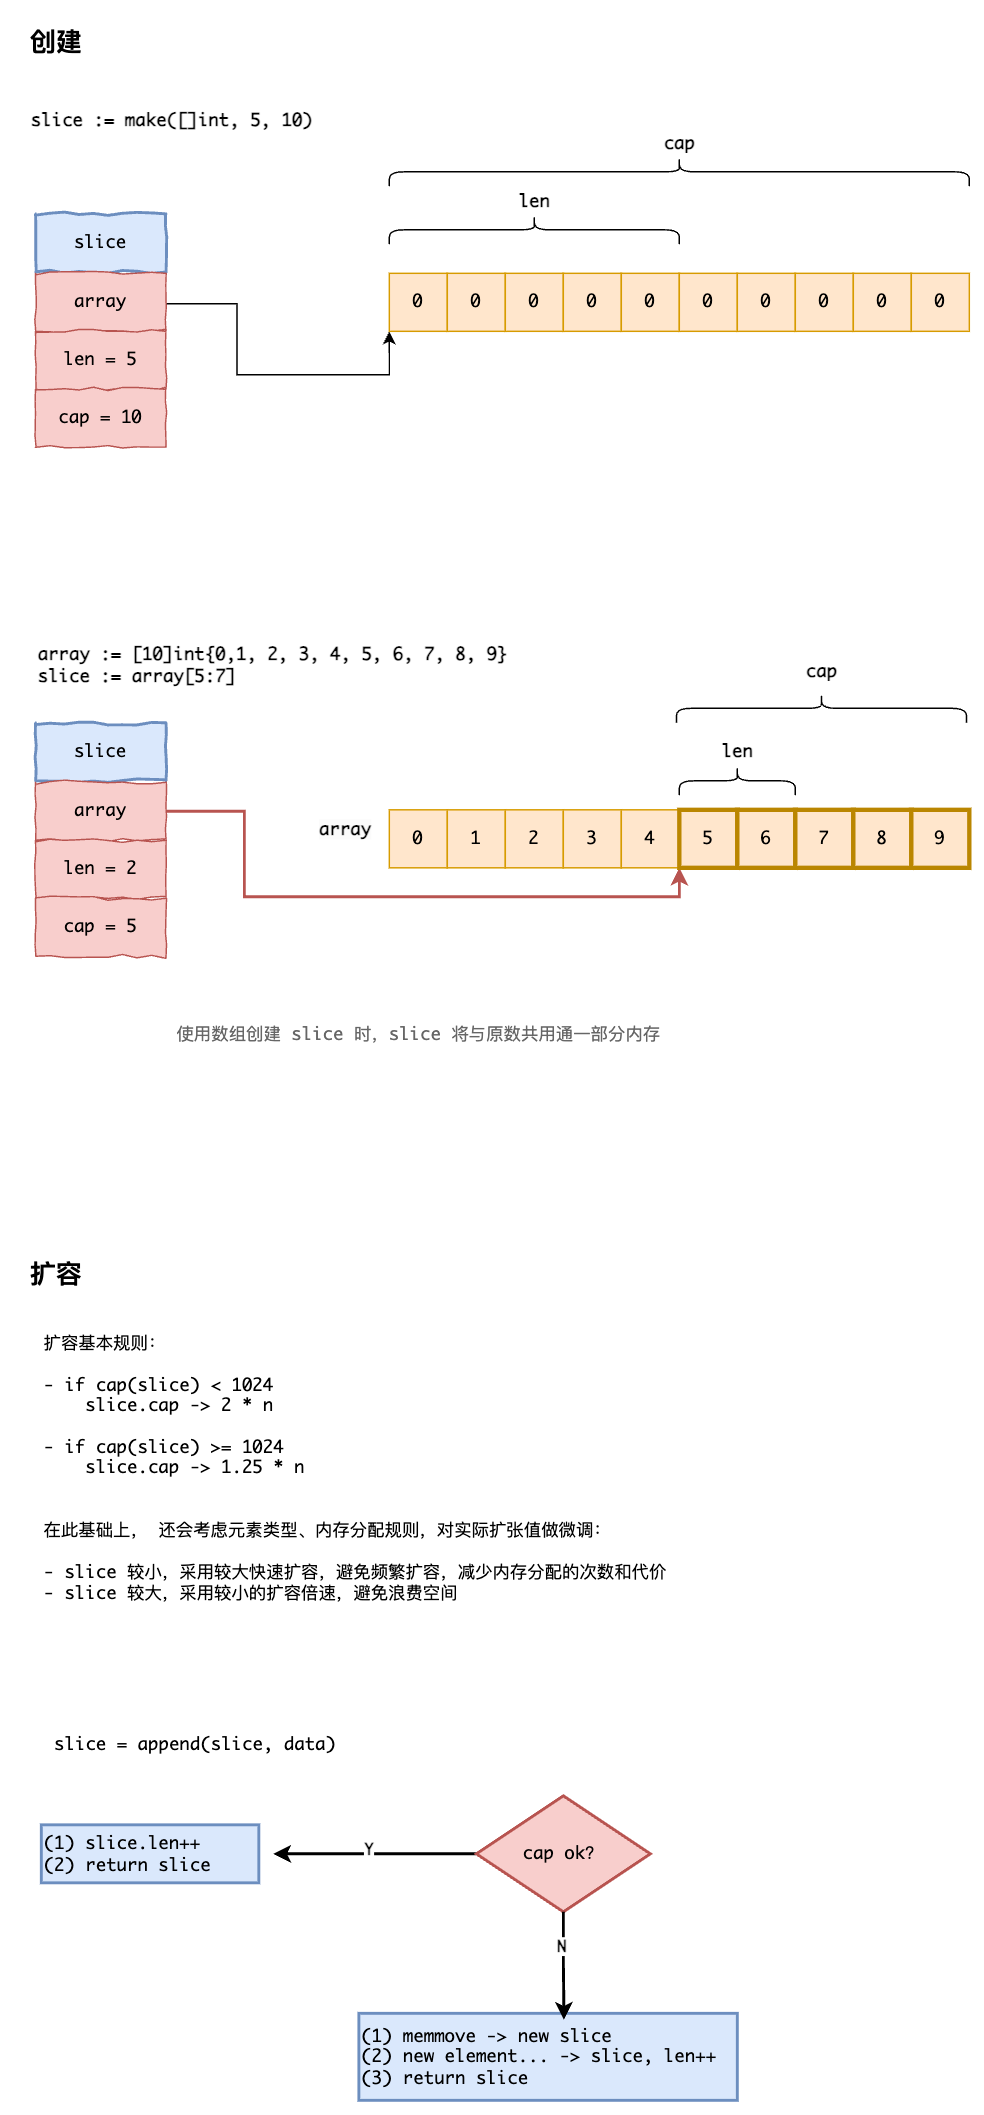 创建
slice := make([]int, 5, 10)
cap
len
slice
array
len = 5
cap = 10
0 0 0 0 0 0 0 0 0 0
array := [10]int{0,1, 2, 3, 4, 5, 6, 7, 8, 9}
slice := array[5:7]
cap
len
slice
array
len = 2
cap = 5
array
0 1 2 3 4 5 6 7 8 9
使用数组创建 slice 时，slice 将与原数共用通一部分内存
扩容
扩容基本规则：
- if cap(slice) < 1024
slice.cap -> 2 * n
- if cap(slice) >= 1024
slice.cap -> 1.25 * n
在此基础上， 还会考虑元素类型、内存分配规则，对实际扩张值做微调：
- slice 较小，采用较大快速扩容，避免频繁扩容，减少内存分配的次数和代价
- slice 较大，采用较小的扩容倍速，避免浪费空间
slice = append(slice, data)
(1) slice.len++
(2) return slice
Y
cap ok?
N
(1) memmove -> new slice
(2) new element... -> slice, len++
(3) return slice